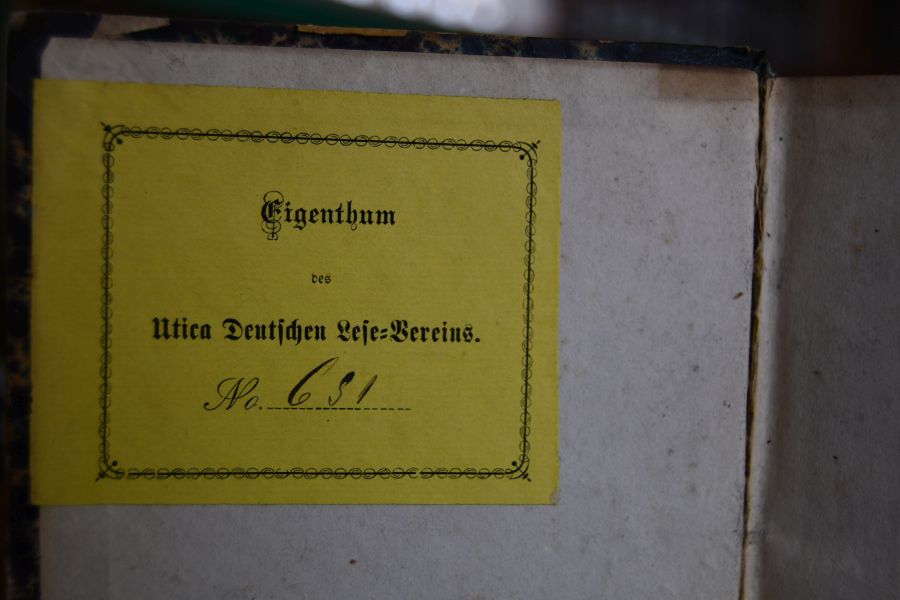 Eigenthum
des
Utica Deutschen Lese-Vereins.
No. 631